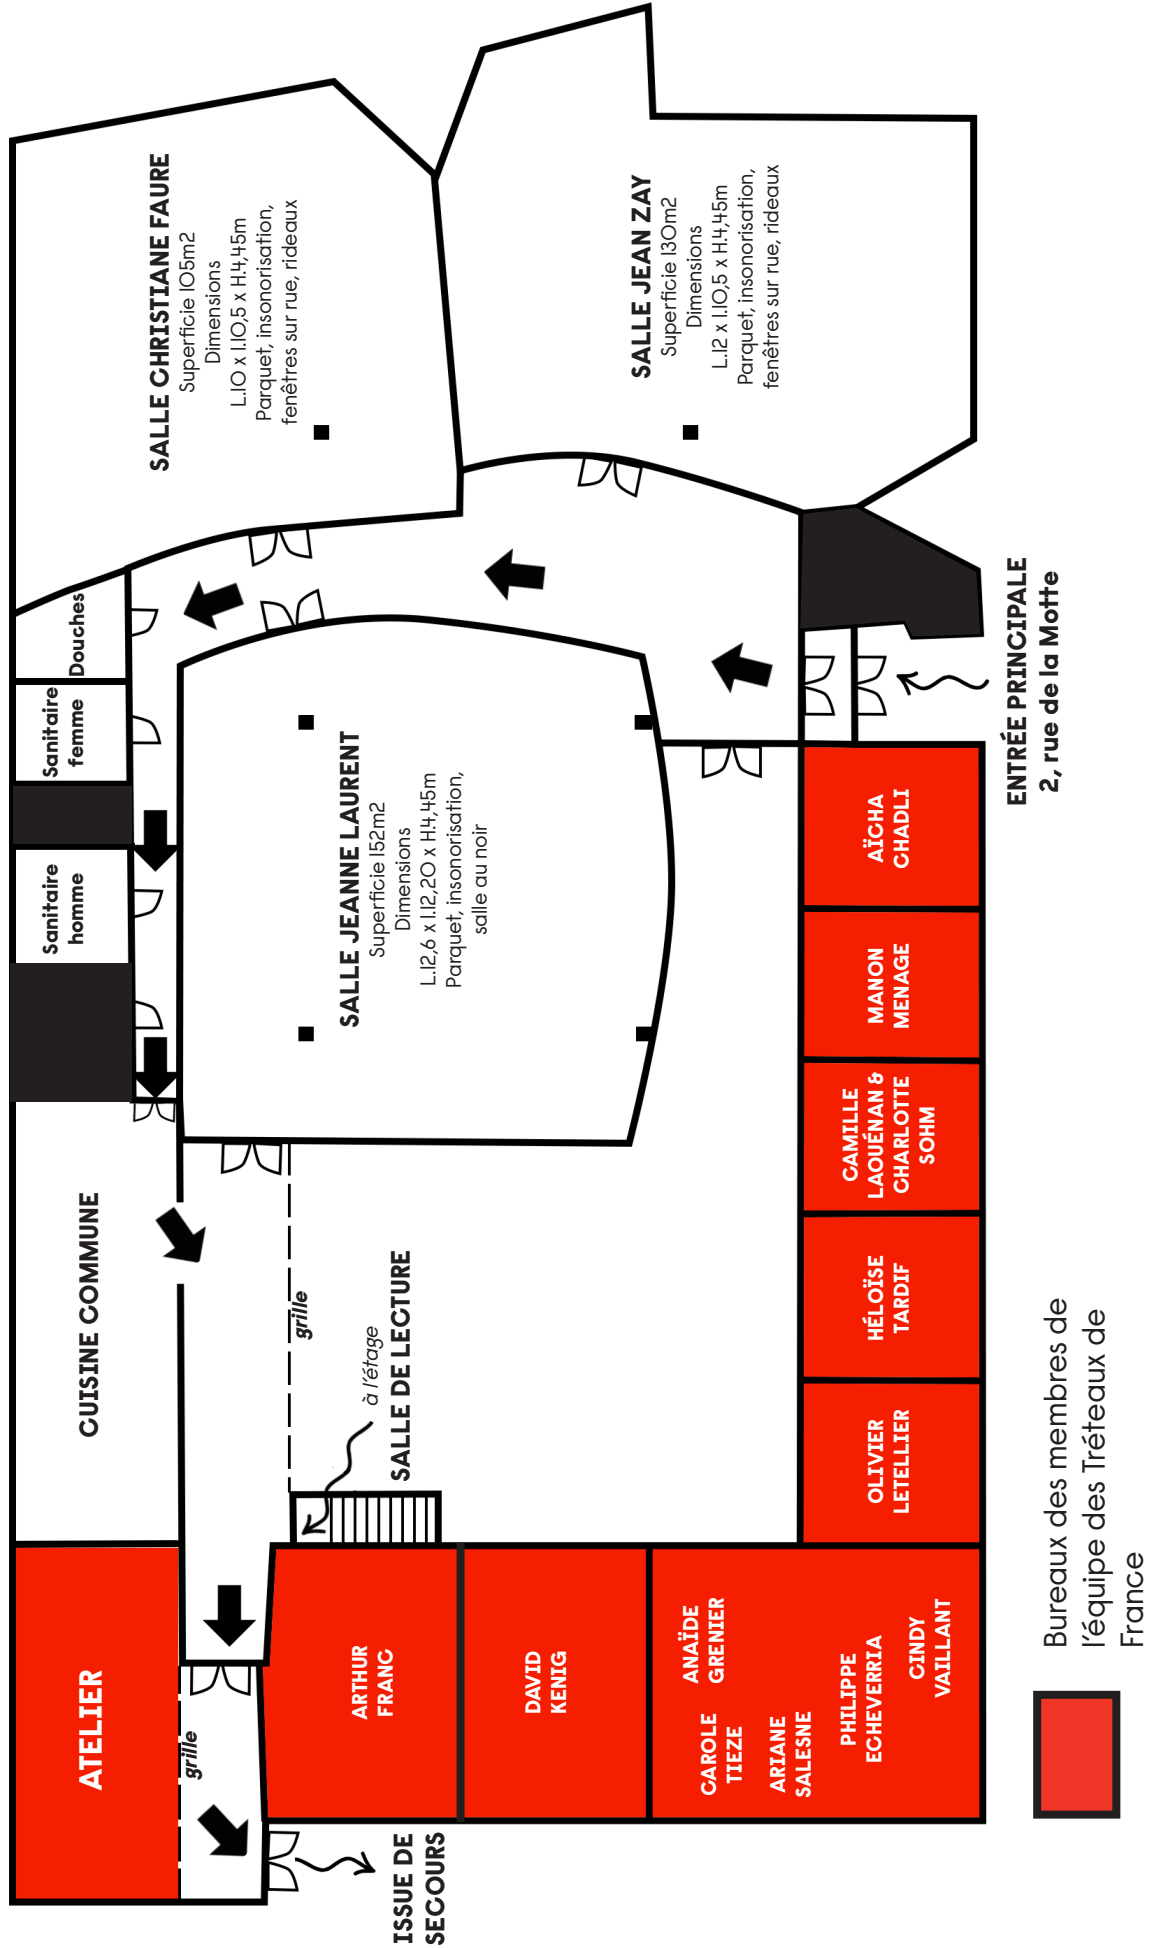 SALLE CHRISTIANE FAURE
Superficie 105m2
Dimensions
L.10 x l.10,5 x H.4,45m
Parquet, insonorisation,
fenêtres sur rue, rideaux
SALLE JEAN ZAY
Superficie 130m2
Dimensions
L.12 x l.10,5 x H.4,45m
Parquet, insonorisation,
fenêtres sur rue, rideaux
Douches
Sanitaire
femme
Sanitaire
homme
SALLE JEANNE LAURENT
Superficie 152m2
Dimensions
L.12,6 x l.12,20 x H.4,45m
Parquet, insonorisation,
salle au noir
ENTRÉE PRINCIPALE
2, rue de la Motte
CUISINE COMMUNE
grille
à l'étage
SALLE DE LECTURE
AÏCHA
CHADLI
MANON
MENAGE
CAMILLE
LAOUÉNAN &
CHARLOTTE
SOHM
HÉLOÏSE
TARDIF
OLIVIER
LETELLIER
ATELIER
grille
ARTHUR
FRANC
DAVID
KENIG
ANAÏDE
GRENIER
CAROLE
TIEZE
ARIANE
SALESNE
PHILIPPE
ECHEVERRIA
CINDY
VAILLANT
ISSUE DE
SECOURS
Bureaux des membres de
l'équipe des Tréteaux de
France